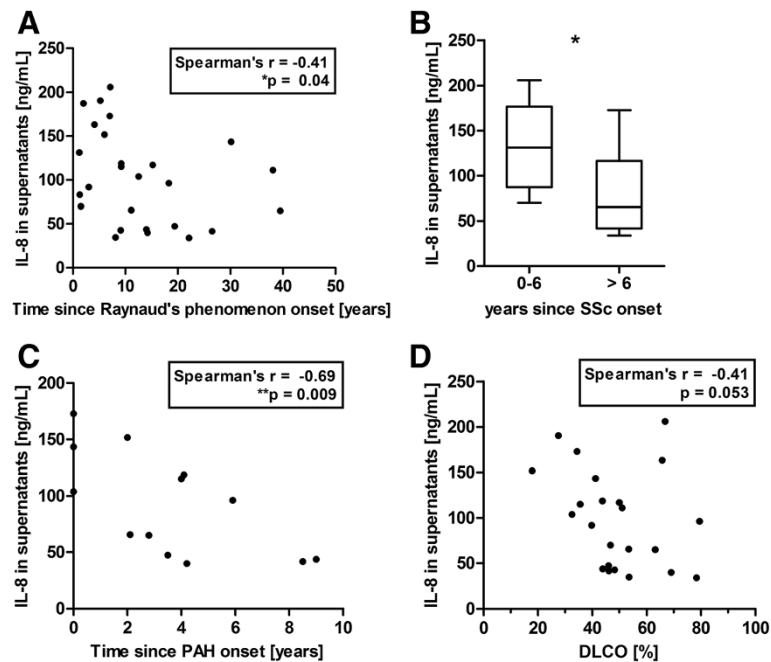 A
Spearman's r = -0.41
*p = 0.04
IL-8 in supernatants [ng/mL]
250
200
150
100
50
0
0 10 20 30 40 50
Time since Raynaud's phenomenon onset [years]
B
*
IL-8 in supernatants [ng/mL]
250
200
150
100
50
0
0-6 > 6
years since SSc onset
C
Spearman's r = -0.69
**p = 0.009
IL-8 in supernatants [ng/mL]
200
150
100
50
0
0 2 4 6 8 10
Time since PAH onset [years]
D
Spearman's r = -0.41
p = 0.053
IL-8 in supernatants [ng/mL]
250
200
150
100
50
0
0 20 40 60 80 100
DLCO [%]